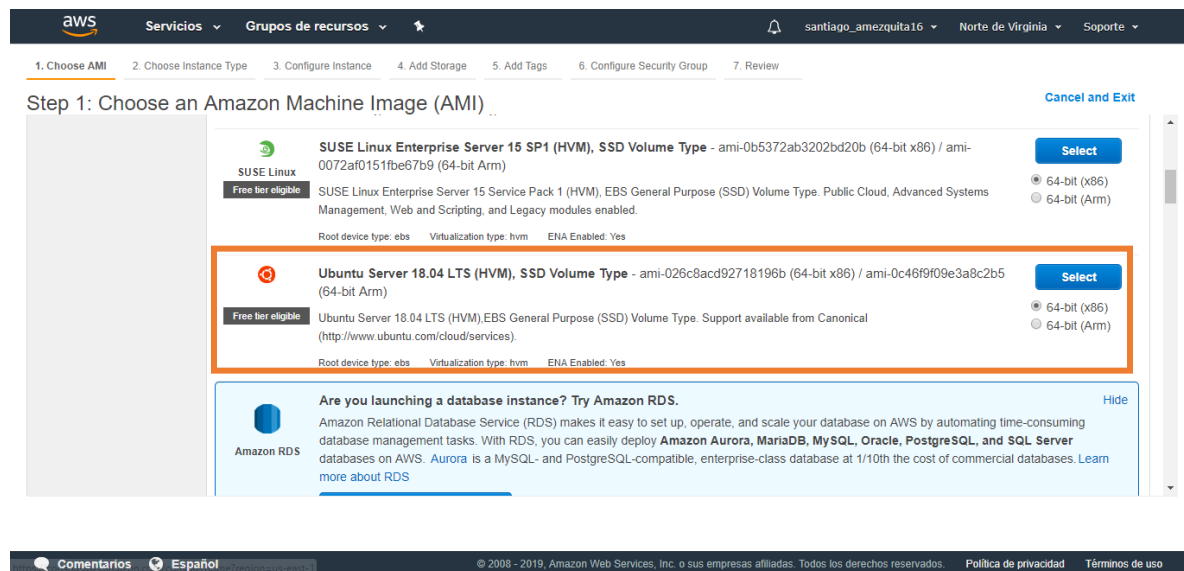 aws Servicios Grupos de recursos santiago_amezquita16 Norte de Virginia Soporte
1. Choose AMI 2. Choose Instance Type 3. Configure Instance 4. Add Storage 5. Add Tags 6. Configure Security Group 7. Review
Step 1: Choose an Amazon Machine Image (AMI) Cancel and Exit
SUSE Linux
Free tier eligible
SUSE Linux Enterprise Server 15 SP1 (HVM), SSD Volume Type - ami-0b5372ab3202bd20b (64-bit x86) / ami-
0072af0151fbe67b9 (64-bit Arm)
SUSE Linux Enterprise Server 15 Service Pack 1 (HVM), EBS General Purpose (SSD) Volume Type. Public Cloud, Advanced Systems
Management, Web and Scripting, and Legacy modules enabled.
Root device type: ebs Virtualization type: hvm ENA Enabled: Yes
Select
64-bit (x86)
64-bit (Arm)
Free tier eligible
Ubuntu Server 18.04 LTS (HVM), SSD Volume Type - ami-026c8acd92718196b (64-bit x86) / ami-0c46f9f09e3a8c2b5
(64-bit Arm)
Ubuntu Server 18.04 LTS (HVM),EBS General Purpose (SSD) Volume Type. Support available from Canonical
(http://www.ubuntu.com/cloud/services).
Root device type: ebs Virtualization type: hvm ENA Enabled: Yes
Select
64-bit (x86)
64-bit (Arm)
Amazon RDS
Are you launching a database instance? Try Amazon RDS. Hide
Amazon Relational Database Service (RDS) makes it easy to set up, operate, and scale your database on AWS by automating time-consuming
database management tasks. With RDS, you can easily deploy Amazon Aurora, MariaDB, MySQL, Oracle, PostgreSQL, and SQL Server
databases on AWS. Aurora is a MySQL- and PostgreSQL-compatible, enterprise-class database at 1/10th the cost of commercial databases. Learn
more about RDS
Comentarios Español © 2008 - 2019, Amazon Web Services, Inc. o sus empresas afiliadas. Todos los derechos reservados. Política de privacidad Términos de uso